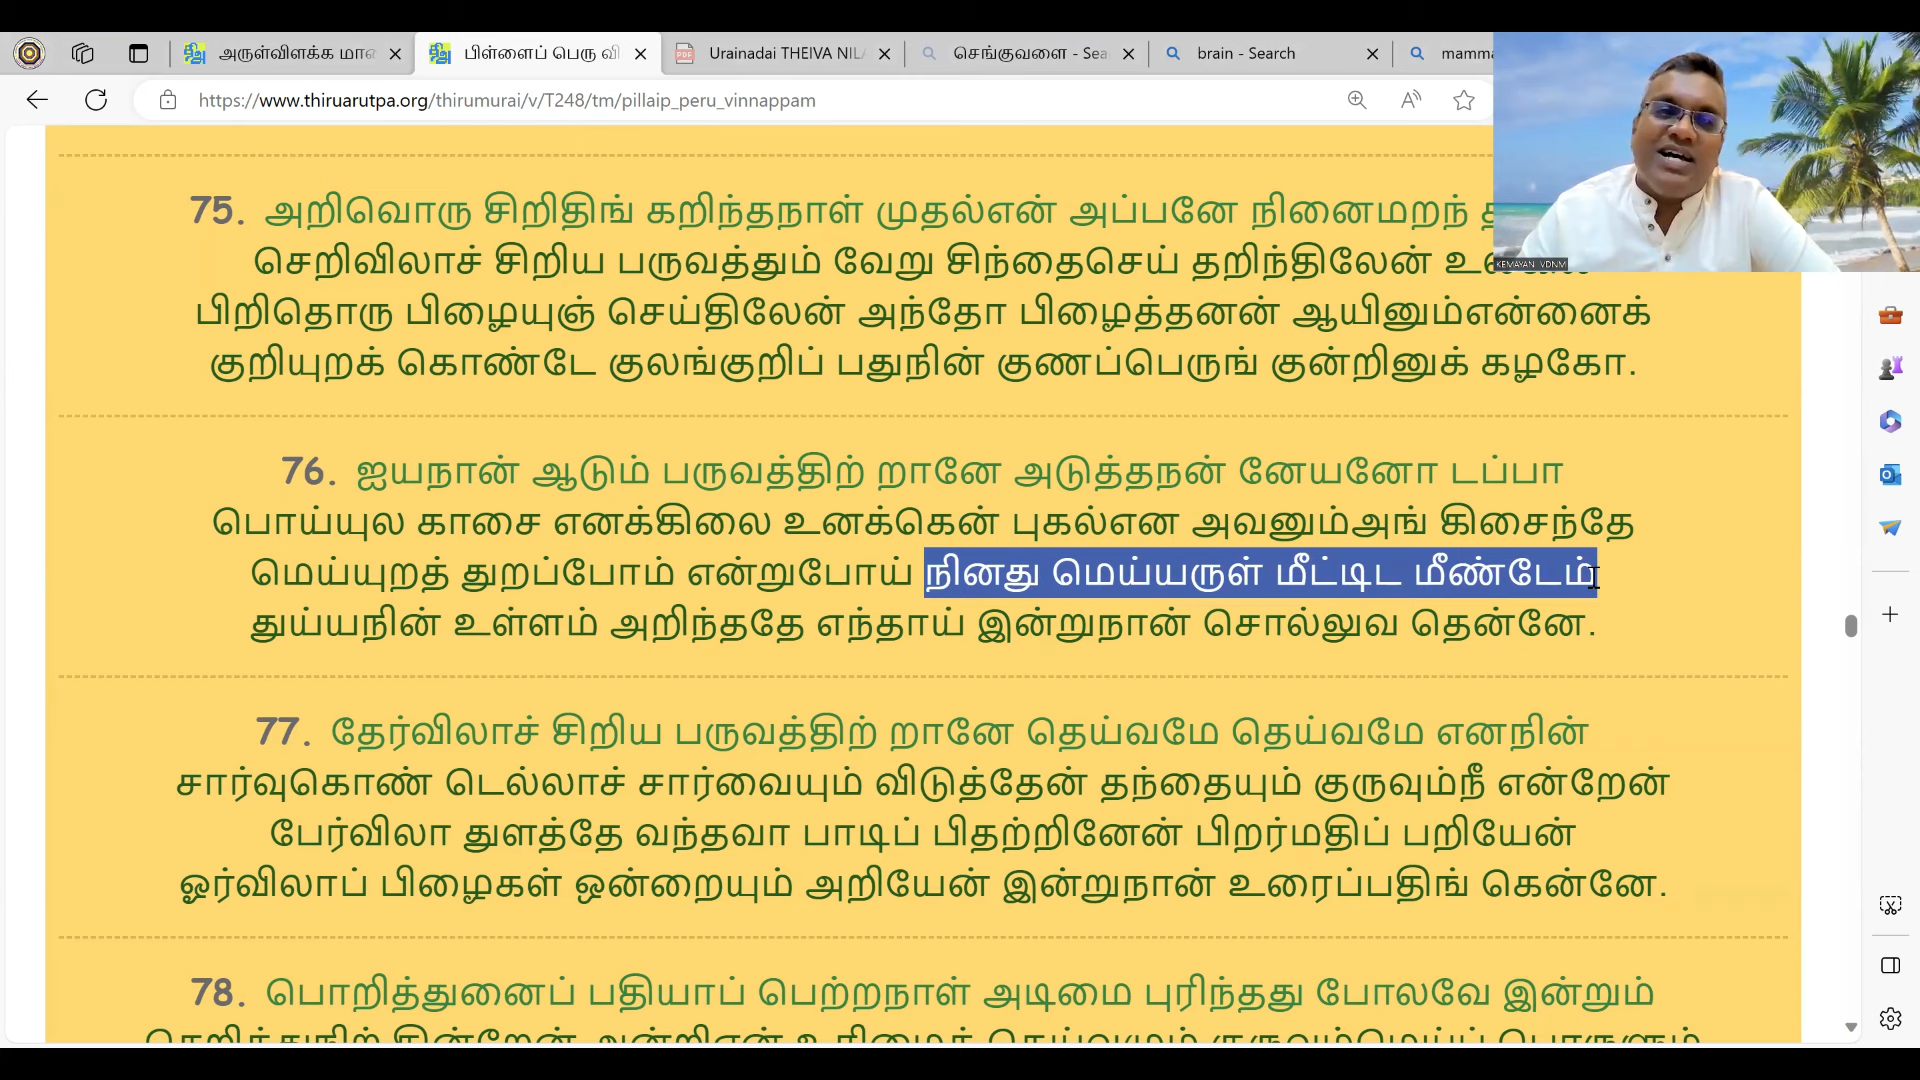 அருள்விளக்க மா
பிள்ளைப் பெரு வி
Urainadai THEIVA NIL
செங்குவளை - Sea
brain - Search
mamm
https://www.thiruarutpa.org/thirumurai/v/T248/tm/pillaip_peru_vinnappam
KEMAYAN_VDNM
75. அறிவொரு சிறிதிங் கறிந்தநாள் முதல்என் அப்பனே நினைமறந்
செறிவிலாச் சிறிய பருவத்தும் வேறு சிந்தைசெய் தறிந்திலேன்
பிறிதொரு பிழையுஞ் செய்திலேன் அந்தோ பிழைத்தனன் ஆயினும்என்னைக்
குறியுறக் கொண்டே குலங்குறிப் பதுநின் குணப்பெருங் குன்றினுக் கழகோ.
76. ஐயநான் ஆடும் பருவத்திற் றானே அடுத்தநன் னேயனோ டப்பா
பொய்யுல காசை எனக்கிலை உனக்கென் புகல்என அவனும்அங் கிசைந்தே
மெய்யுறத் துறப்போம் என்றுபோய் நினது மெய்யருள் மீட்டிட மீண்டேம்
துய்யநின் உள்ளம் அறிந்ததே எந்தாய் இன்றுநான் சொல்லுவ தென்னே.
77. தேர்விலாச் சிறிய பருவத்திற் றானே தெய்வமே தெய்வமே எனநின்
சார்வுகொண் டெல்லாச் சார்வையும் விடுத்தேன் தந்தையும் குருவும்நீ என்றேன்
பேர்விலா துளத்தே வந்தவா பாடிப் பிதற்றினேன் பிறர்மதிப் பறியேன்
ஓர்விலாப் பிழைகள் ஒன்றையும் அறியேன் இன்றுநான் உரைப்பதிங் கென்னே.
78. பொறித்துனைப் பதியாப் பெற்றநாள் அடிமை புரிந்தது போலவே இன்றும்